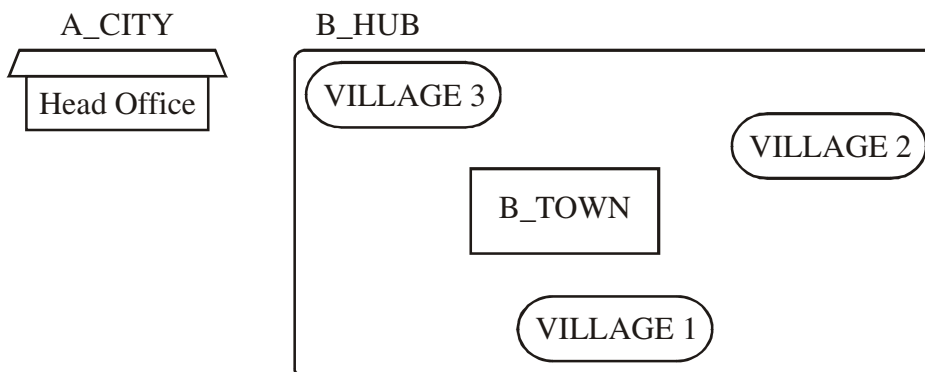 A_CITY
B_HUB
Head Office
VILLAGE 3
VILLAGE 2
B_TOWN
VILLAGE 1